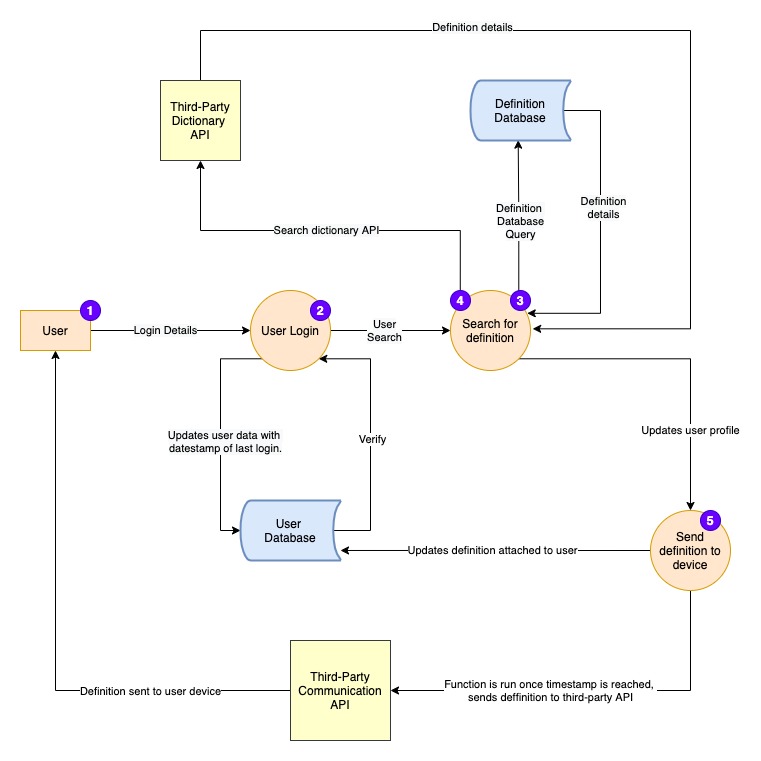 Definition details
Third-Party
Dictionary
API
Definition
Database
Definition
Database
Query
Definition
details
Search dictionary API
1
User
Login Details
2
User Login
User
Search
4
3
Search for
definition
Updates user data with
datestamp of last login.
Verify
Updates user profile
User
Database
5
Send
definition to
device
Updates definition attached to user
Third-Party
Communication
API
Definition sent to user device
Function is run once timestamp is reached,
sends deffinition to third-party API